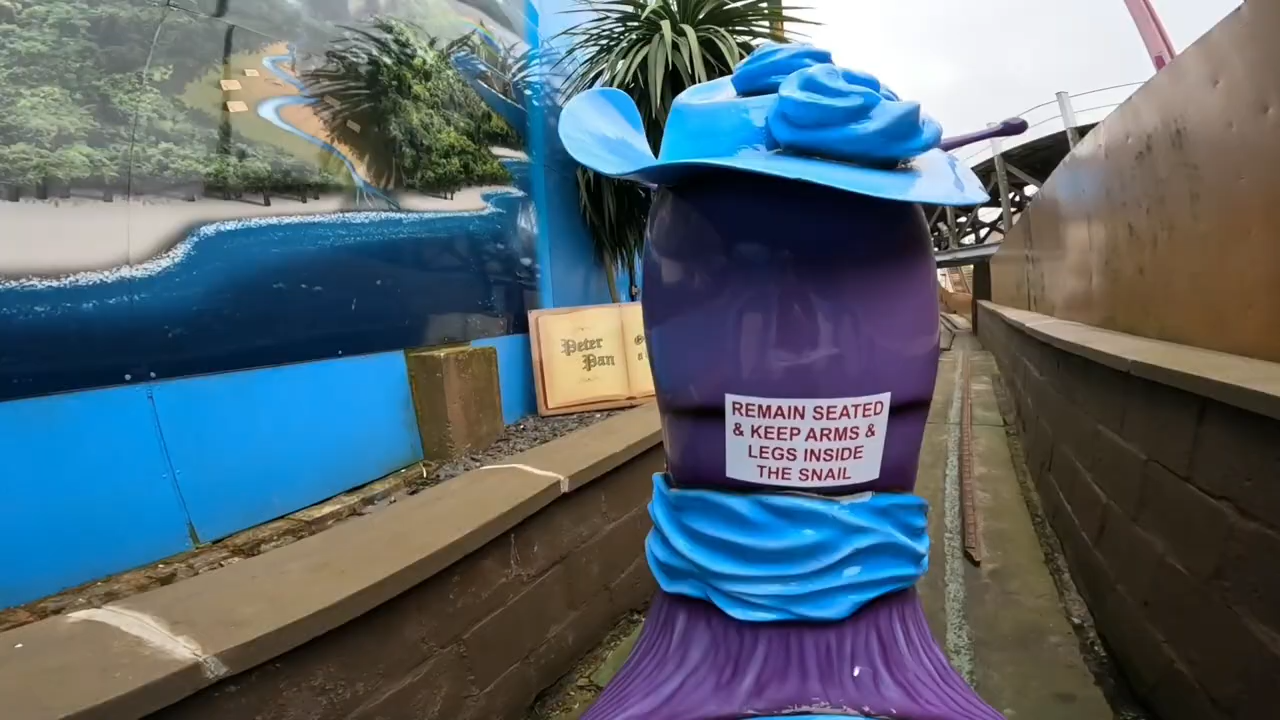 Peter
Pan
REMAIN SEATED
& KEEP ARMS &
LEGS INSIDE
THE SNAIL